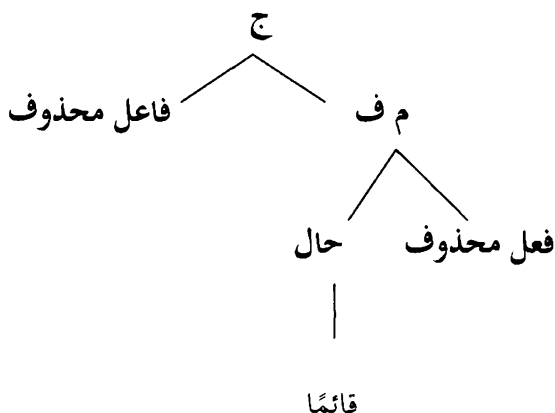 ج
م ف فاعل محذوف
فعل محذوف حال
قائمًا